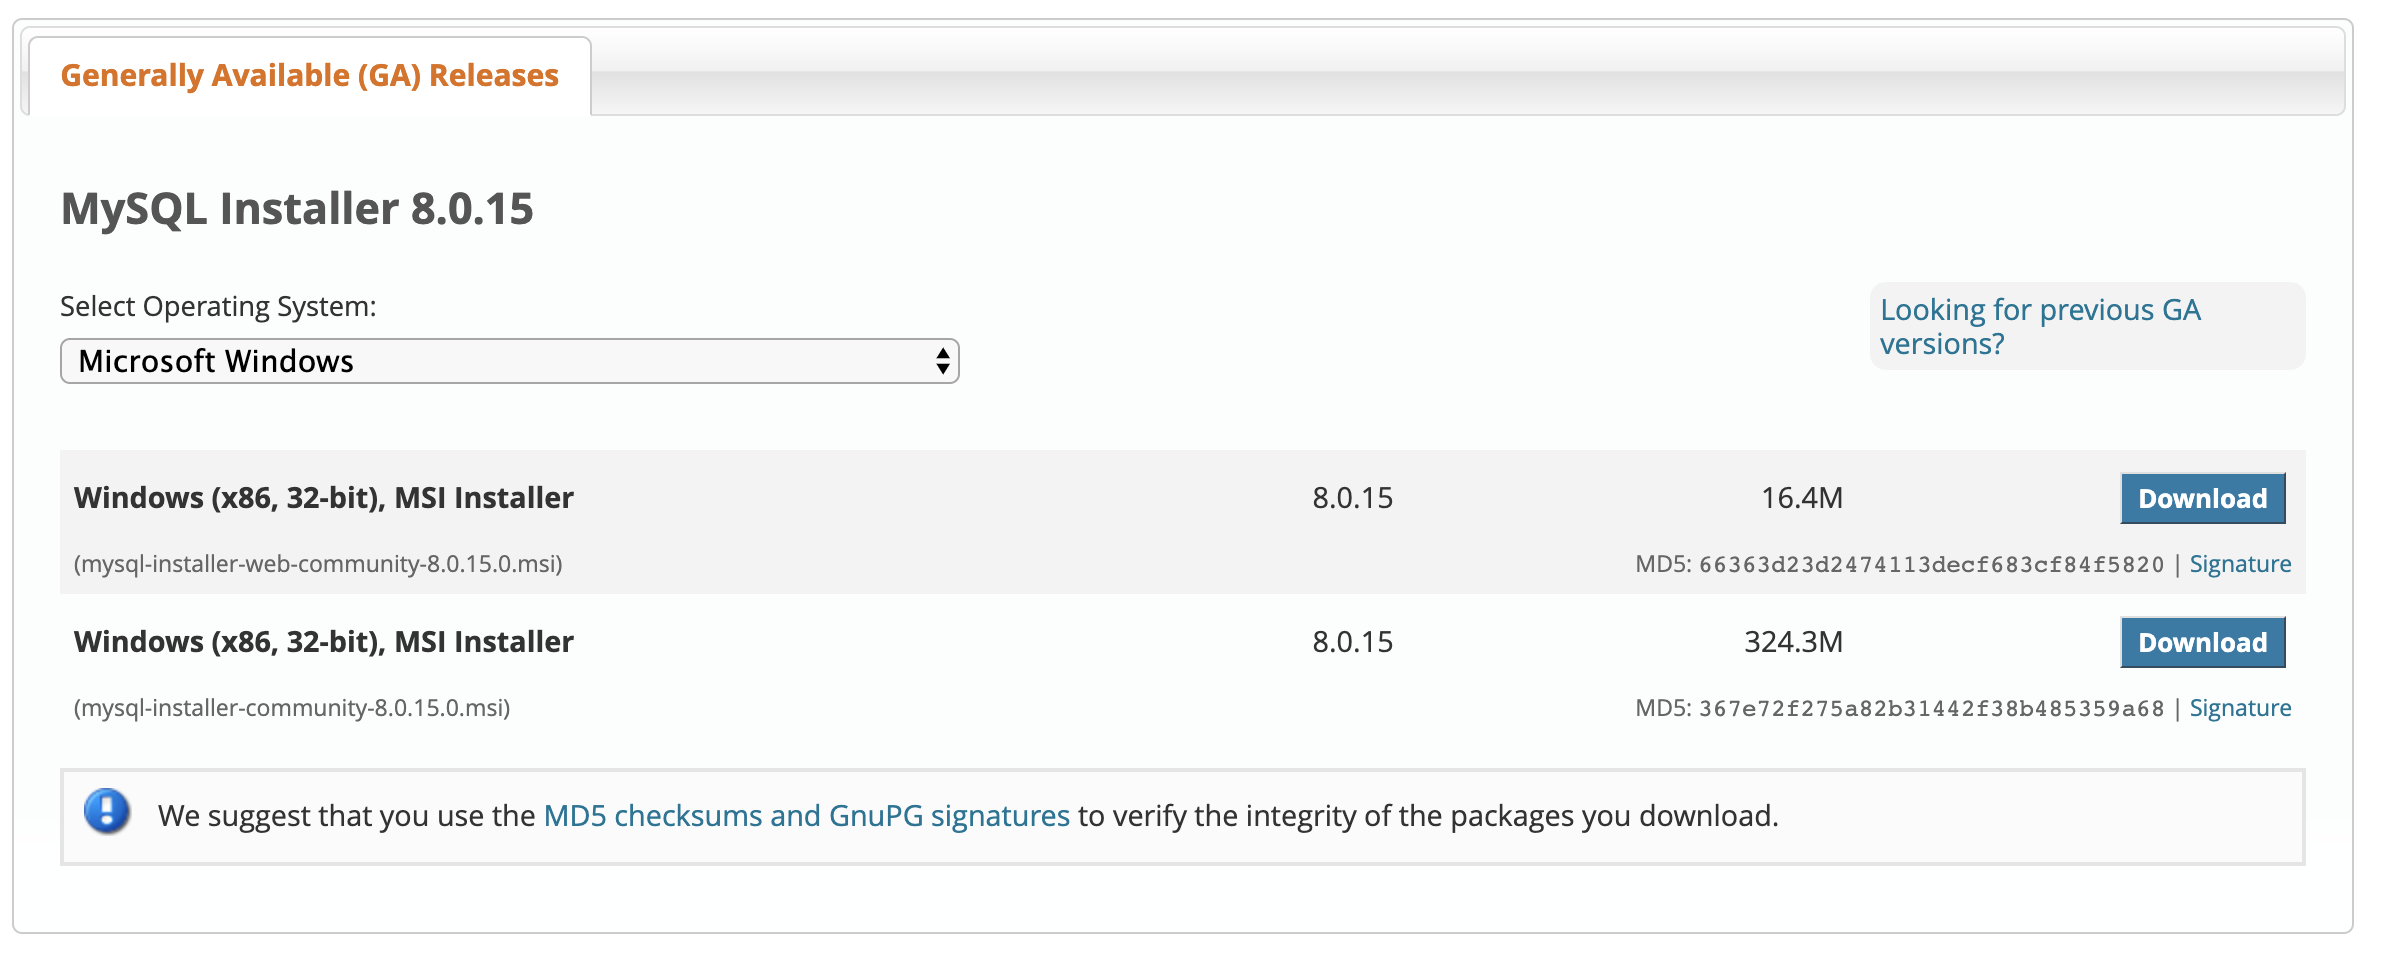 Generally Available (GA) Releases
MySQL Installer 8.0.15
Select Operating System:
Looking for previous GA
versions?
Microsoft Windows
Windows (x86, 32-bit), MSI Installer 8.0.15 16.4M Download
(mysql-installer-web-community-8.0.15.0.msi) MD5: 66363d23d2474113decf683cf84f5820 | Signature
Windows (x86, 32-bit), MSI Installer 8.0.15 324.3M Download
(mysql-installer-community-8.0.15.0.msi) MD5: 367e72f275a82b31442f38b485359a68 | Signature
We suggest that you use the MD5 checksums and GnuPG signatures to verify the integrity of the packages you download.